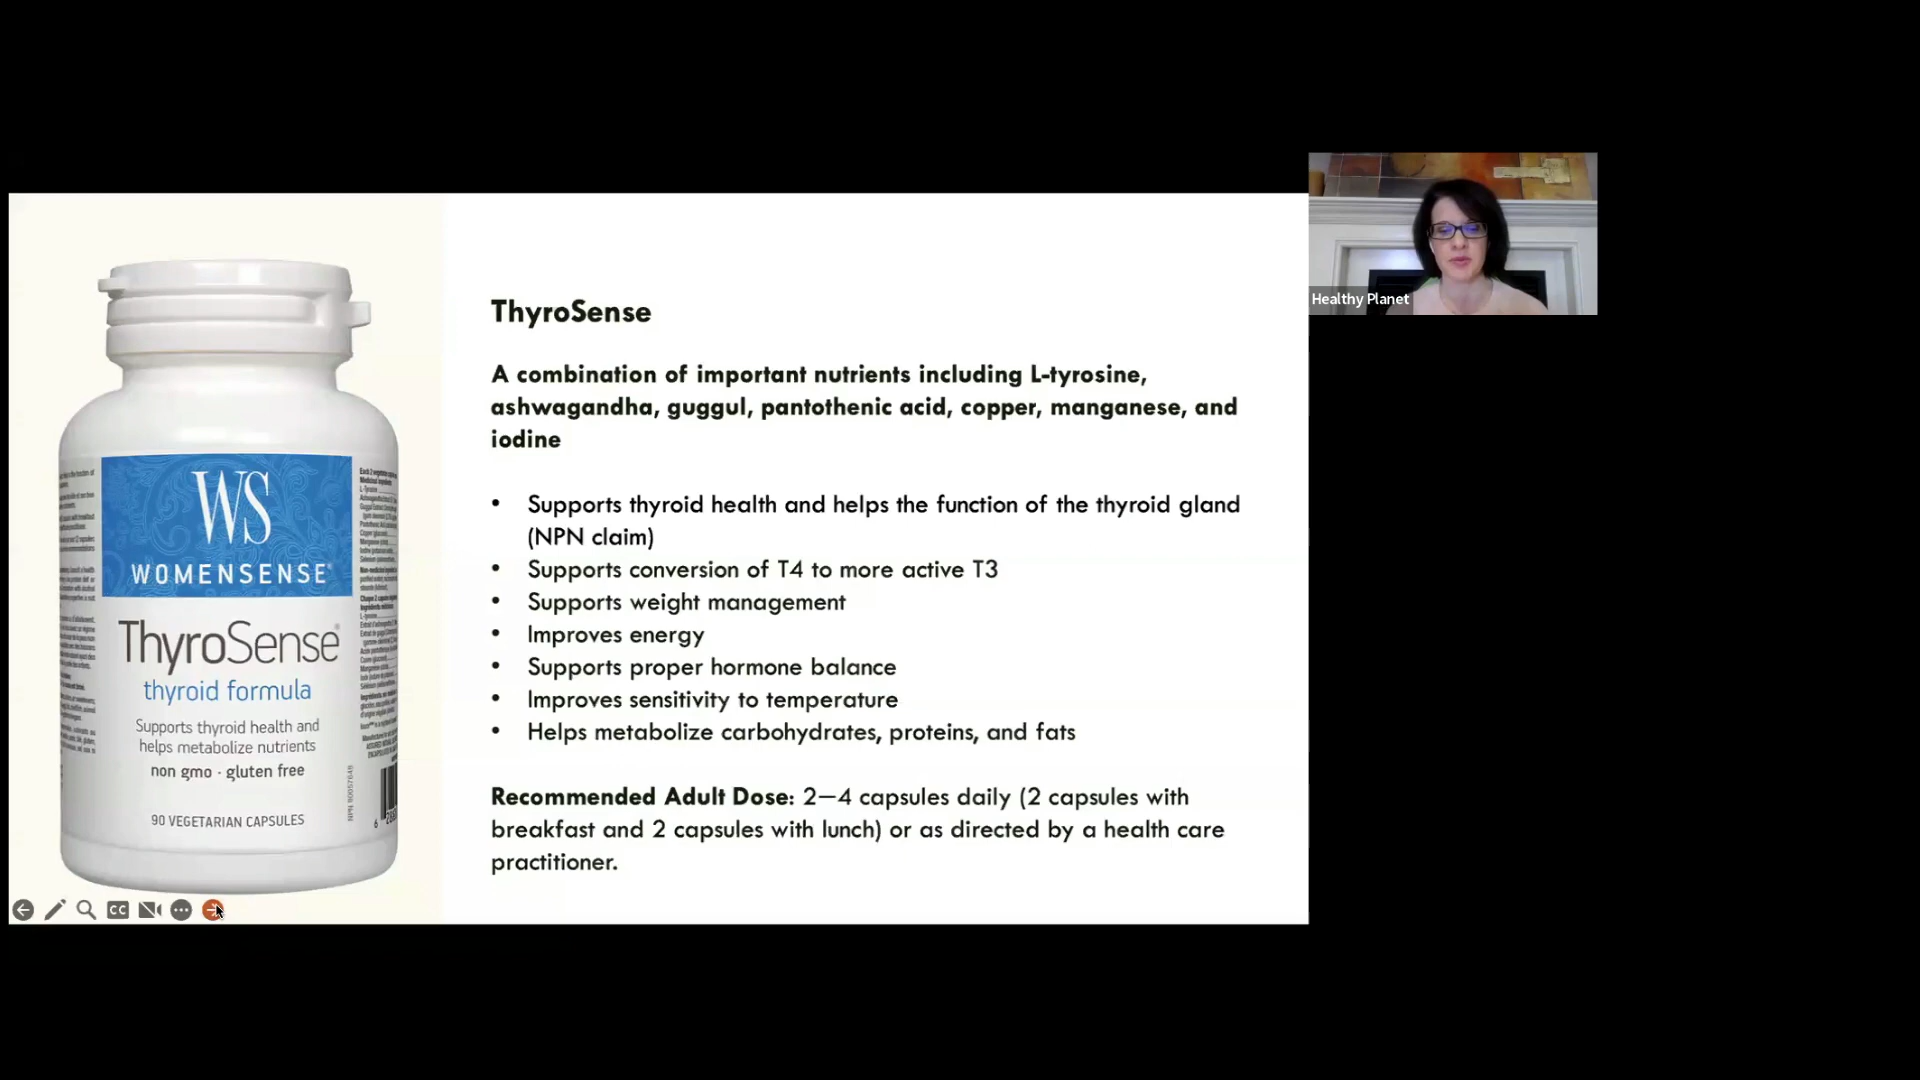 ThyroSense
A combination of important nutrients including L-tyrosine,
ashwagandha, guggul, pantothenic acid, copper, manganese, and
iodine
• Supports thyroid health and helps the function of the thyroid gland
(NPN claim)
• Supports conversion of T4 to more active T3
• Supports weight management
• Improves energy
• Supports proper hormone balance
• Improves sensitivity to temperature
• Helps metabolize carbohydrates, proteins, and fats
Recommended Adult Dose: 2–4 capsules daily (2 capsules with
breakfast and 2 capsules with lunch) or as directed by a health care
practitioner.
WS
WOMENSENSE®
ThyroSense®
thyroid formula
Supports thyroid health and
helps metabolize nutrients
non gmo · gluten free
90 VEGETARIAN CAPSULES
CC
Healthy Planet